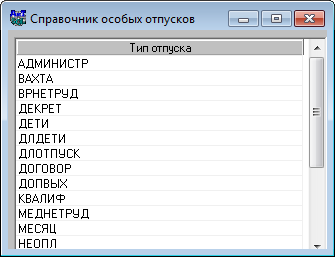 Справочник особых отпусков
Тип отпуска
АДМИНИСТР
ВАХТА
ВРНЕТРУД
ДЕКРЕТ
ДЕТИ
ДЛДЕТИ
ДЛОТПУСК
ДОГОВОР
ДОПВЫХ
КВАЛИФ
МЕДНЕТРУД
МЕСЯЦ
НЕОПЛ